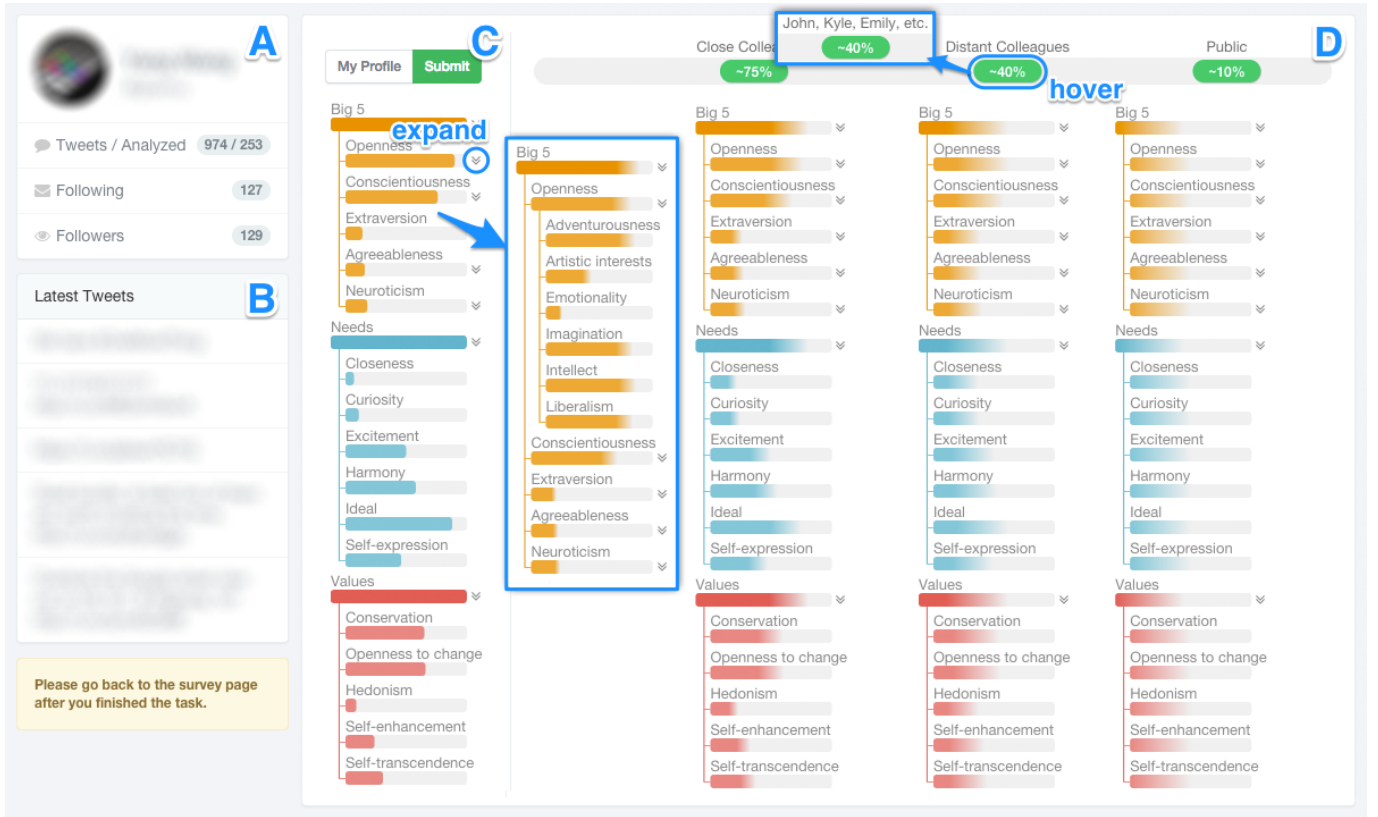 A
Tweets / Analyzed 974 / 253
Following 127
Followers 129
B
Latest Tweets
Please go back to the survey page
after you finished the task.
C
My Profile Submit
Big 5
expand
Openness
Conscientiousness
Extraversion
Agreeableness
Neuroticism
Needs
Closeness
Curiosity
Excitement
Harmony
Ideal
Self-expression
Values
Conservation
Openness to change
Hedonism
Self-enhancement
Self-transcendence
Big 5
Openness
Adventurousness
Artistic interests
Emotionality
Imagination
Intellect
Liberalism
Conscientiousness
Extraversion
Agreeableness
Neuroticism
D
John, Kyle, Emily, etc.
~40%
Close Collea
~75%
Distant Colleagues
~40%
hover
Public
~10%
Big 5
Openness
Conscientiousness
Extraversion
Agreeableness
Neuroticism
Needs
Closeness
Curiosity
Excitement
Harmony
Ideal
Self-expression
Values
Conservation
Openness to change
Hedonism
Self-enhancement
Self-transcendence
Big 5
Openness
Conscientiousness
Extraversion
Agreeableness
Neuroticism
Needs
Closeness
Curiosity
Excitement
Harmony
Ideal
Self-expression
Values
Conservation
Openness to change
Hedonism
Self-enhancement
Self-transcendence
Big 5
Openness
Conscientiousness
Extraversion
Agreeableness
Neuroticism
Needs
Closeness
Curiosity
Excitement
Harmony
Ideal
Self-expression
Values
Conservation
Openness to change
Hedonism
Self-enhancement
Self-transcendence